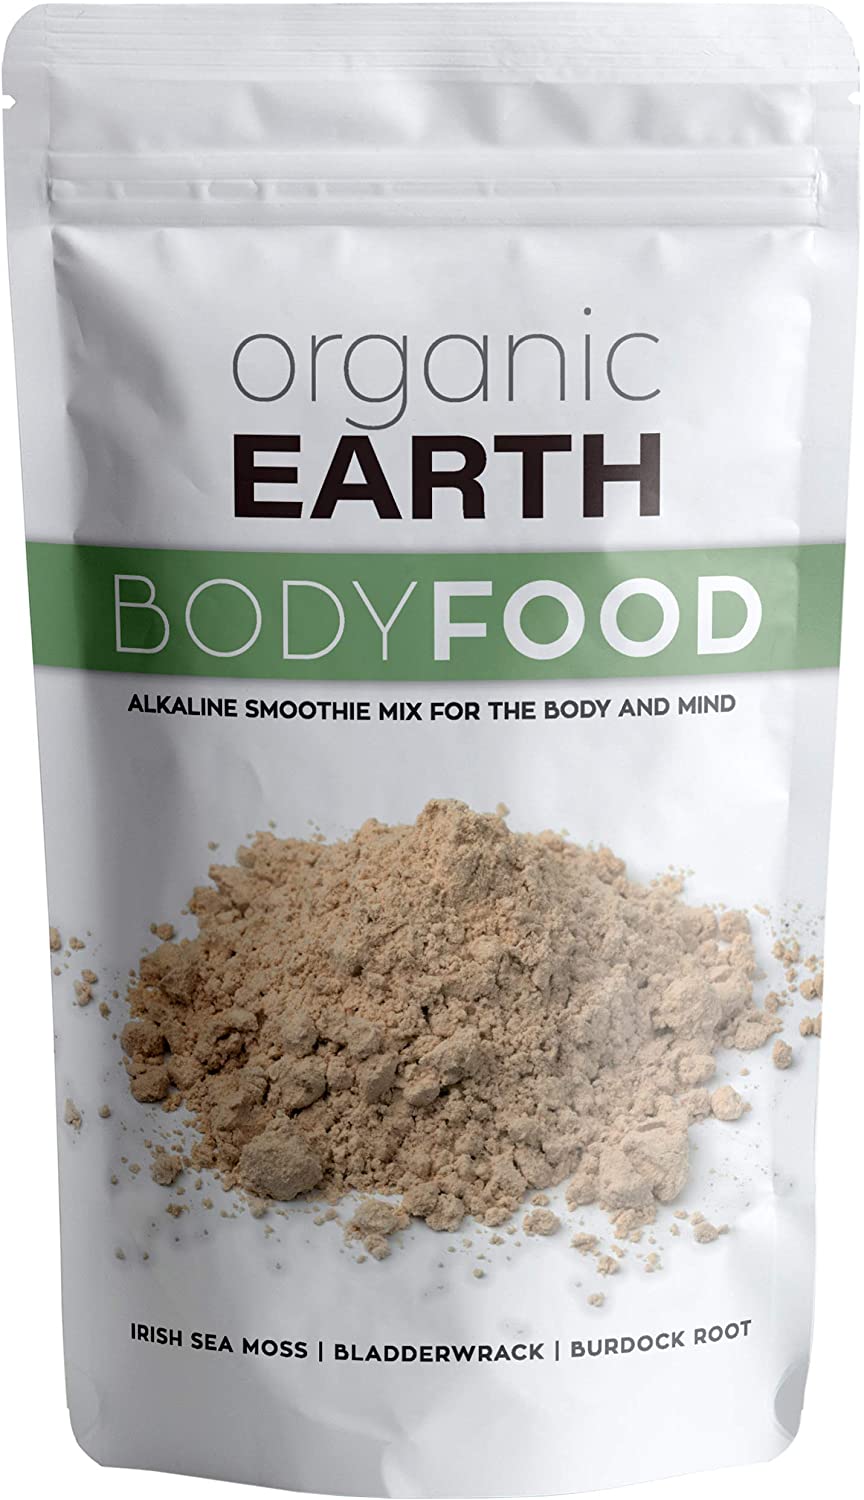 organic
EARTH
BODYFOOD
ALKALINE SMOOTHIE MIX FOR THE BODY AND MIND
IRISH SEA MOSS | BLADDERWRACK | BURDOCK ROOT